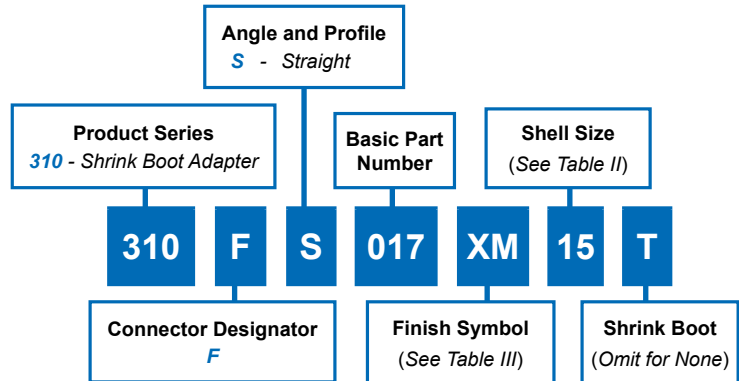 Angle and Profile
S - Straight
Product Series
310 - Shrink Boot Adapter
Basic Part
Number
Shell Size
(See Table II)
310 F S 017 XM 15 T
Connector Designator
F
Finish Symbol
(See Table III)
Shrink Boot
(Omit for None)